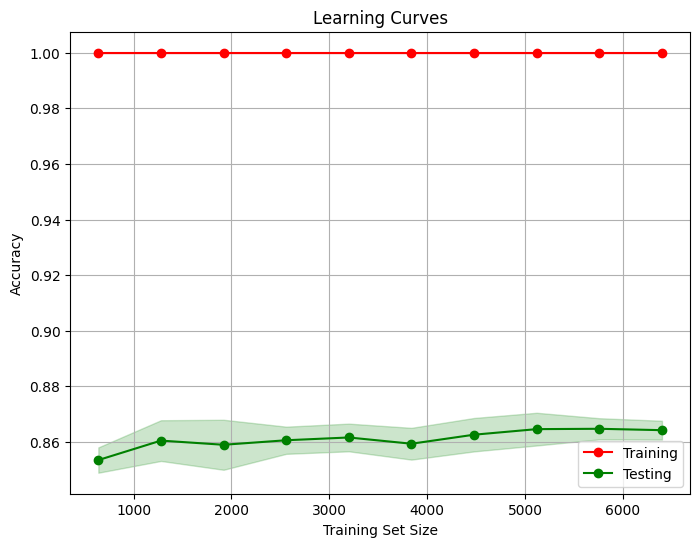 Learning Curves
Accuracy
1.00
0.98
0.96
0.94
0.92
0.90
0.88
0.86
1000 2000 3000 4000 5000 6000
Training Set Size
Training
Testing